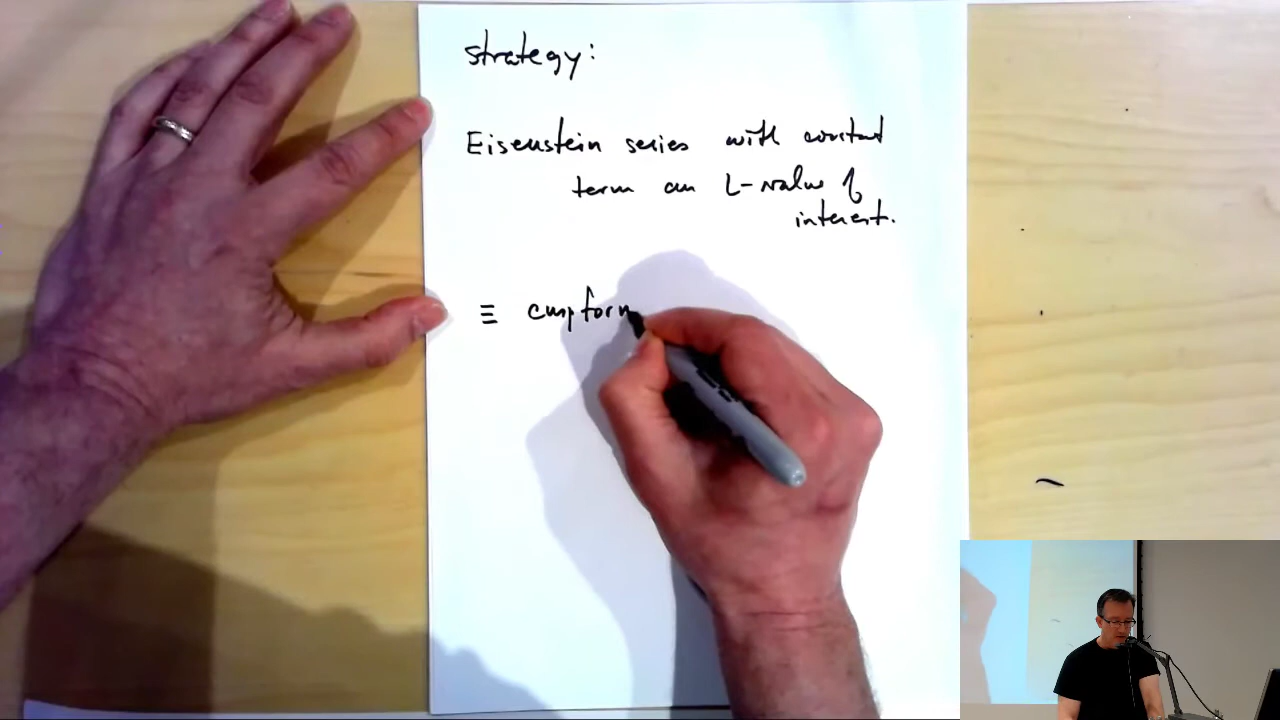 strategy:
Eisenstein series with constant
term an L-value of
interest.
≡ cuspform